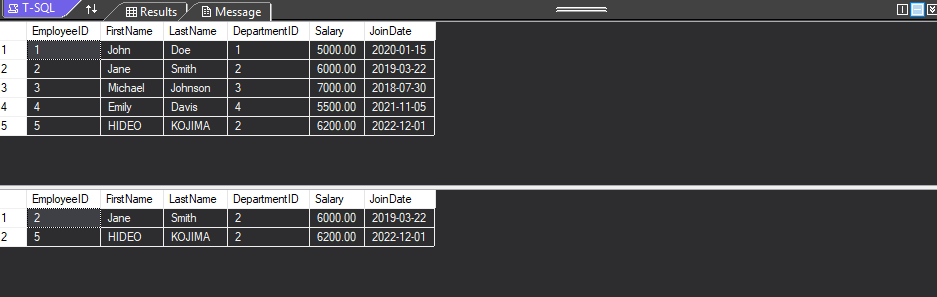 T-SQL Results Message
EmployeeID FirstName LastName DepartmentID Salary JoinDate
1 1 John Doe 1 5000.00 2020-01-15
2 2 Jane Smith 2 6000.00 2019-03-22
3 3 Michael Johnson 3 7000.00 2018-07-30
4 4 Emily Davis 4 5500.00 2021-11-05
5 5 HIDEO KOJIMA 2 6200.00 2022-12-01
EmployeeID FirstName LastName DepartmentID Salary JoinDate
1 2 Jane Smith 2 6000.00 2019-03-22
2 5 HIDEO KOJIMA 2 6200.00 2022-12-01